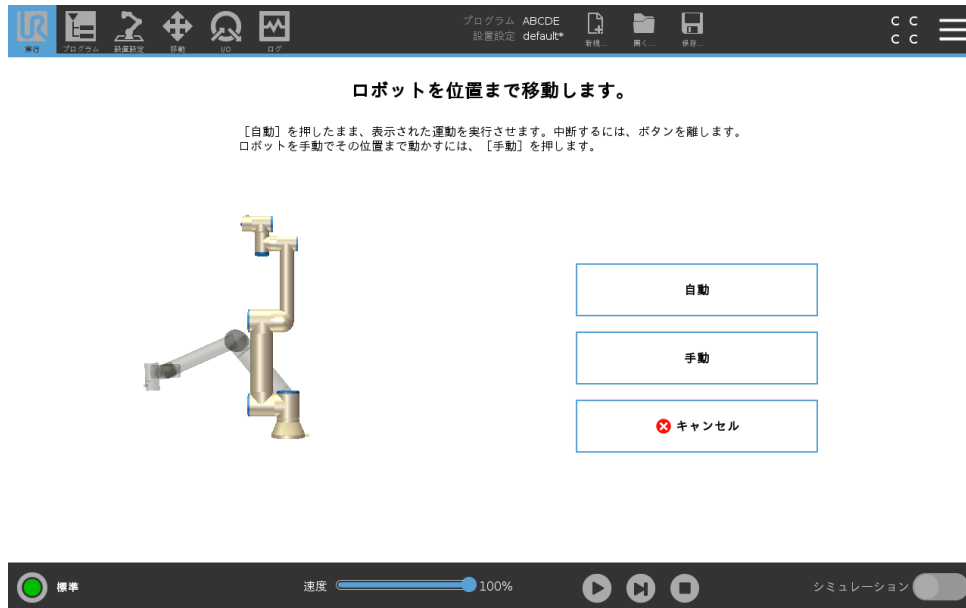 UR
実行
プログラム
設置設定
移動
I/O
ログ
プログラム ABCDE
設置設定 default*
新規...
開く...
保存...
C C
C C
ロボットを位置まで移動します。
［自動］を押したまま、表示された運動を実行させます。中断するには、ボタンを離します。
ロボットを手動でその位置まで動かすには、［手動］を押します。
自動
手動
キャンセル
標準
速度 100%
シミュレーション